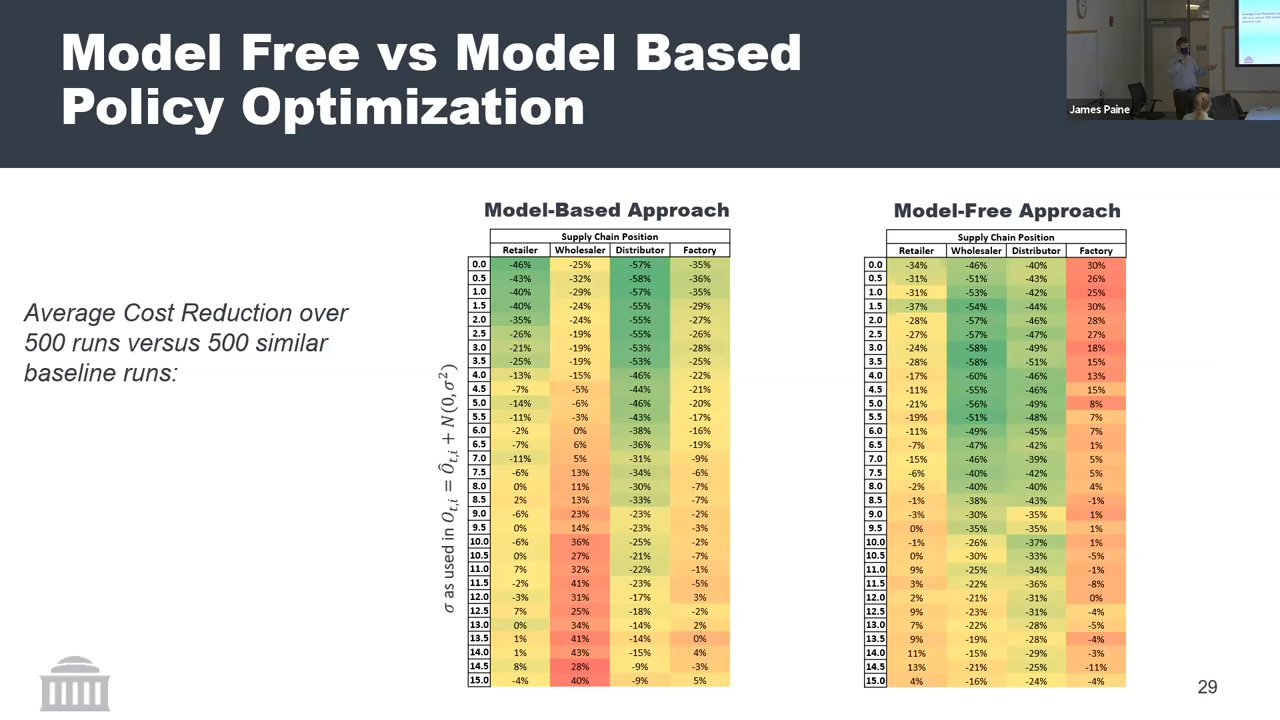 Model Free vs Model Based
Policy Optimization
James Paine
Average Cost Reduction over
500 runs versus 500 similar
baseline runs:
σ as used in O_{t,i} = Ô_{t,i} + N(0, σ²)
Model-Based Approach
Supply Chain Position
Retailer Wholesaler Distributor Factory
0.0 -46% -25% -57% -35%
0.5 -43% -32% -58% -36%
1.0 -40% -29% -57% -35%
1.5 -40% -24% -55% -29%
2.0 -35% -24% -55% -27%
2.5 -26% -19% -55% -26%
3.0 -21% -19% -53% -28%
3.5 -25% -19% -53% -25%
4.0 -13% -15% -46% -22%
4.5 -7% -5% -44% -21%
5.0 -14% -6% -46% -20%
5.5 -11% -3% -43% -17%
6.0 -2% 0% -38% -16%
6.5 -7% 6% -36% -19%
7.0 -11% 5% -31% -9%
7.5 -6% 13% -34% -6%
8.0 0% 11% -30% -7%
8.5 2% 13% -33% -7%
9.0 -6% 23% -23% -2%
9.5 0% 14% -23% -3%
10.0 -6% 36% -25% -2%
10.5 0% 27% -21% -7%
11.0 7% 32% -22% -1%
11.5 -2% 41% -23% -5%
12.0 -3% 31% -17% 3%
12.5 7% 25% -18% -2%
13.0 0% 34% -14% 2%
13.5 1% 41% -14% 0%
14.0 1% 43% -15% 4%
14.5 8% 28% -9% -3%
15.0 -4% 40% -9% 5%
Model-Free Approach
Supply Chain Position
Retailer Wholesaler Distributor Factory
0.0 -34% -46% -40% 30%
0.5 -31% -51% -43% 26%
1.0 -31% -53% -42% 25%
1.5 -37% -54% -44% 30%
2.0 -28% -57% -46% 28%
2.5 -27% -57% -47% 27%
3.0 -24% -58% -49% 18%
3.5 -28% -58% -51% 15%
4.0 -17% -60% -46% 13%
4.5 -11% -55% -46% 15%
5.0 -21% -56% -49% 8%
5.5 -19% -51% -48% 7%
6.0 -11% -49% -45% 7%
6.5 -7% -47% -42% 1%
7.0 -15% -46% -39% 5%
7.5 -6% -40% -42% 5%
8.0 -2% -40% -40% 4%
8.5 -1% -38% -43% -1%
9.0 -3% -30% -35% 1%
9.5 0% -35% -35% 1%
10.0 -1% -26% -37% 1%
10.5 0% -30% -33% -5%
11.0 9% -25% -34% -1%
11.5 3% -22% -36% -8%
12.0 2% -21% -31% 0%
12.5 9% -23% -31% -4%
13.0 7% -22% -28% -5%
13.5 9% -19% -28% -4%
14.0 11% -15% -29% -3%
14.5 13% -21% -25% -11%
15.0 4% -16% -24% -4%
29